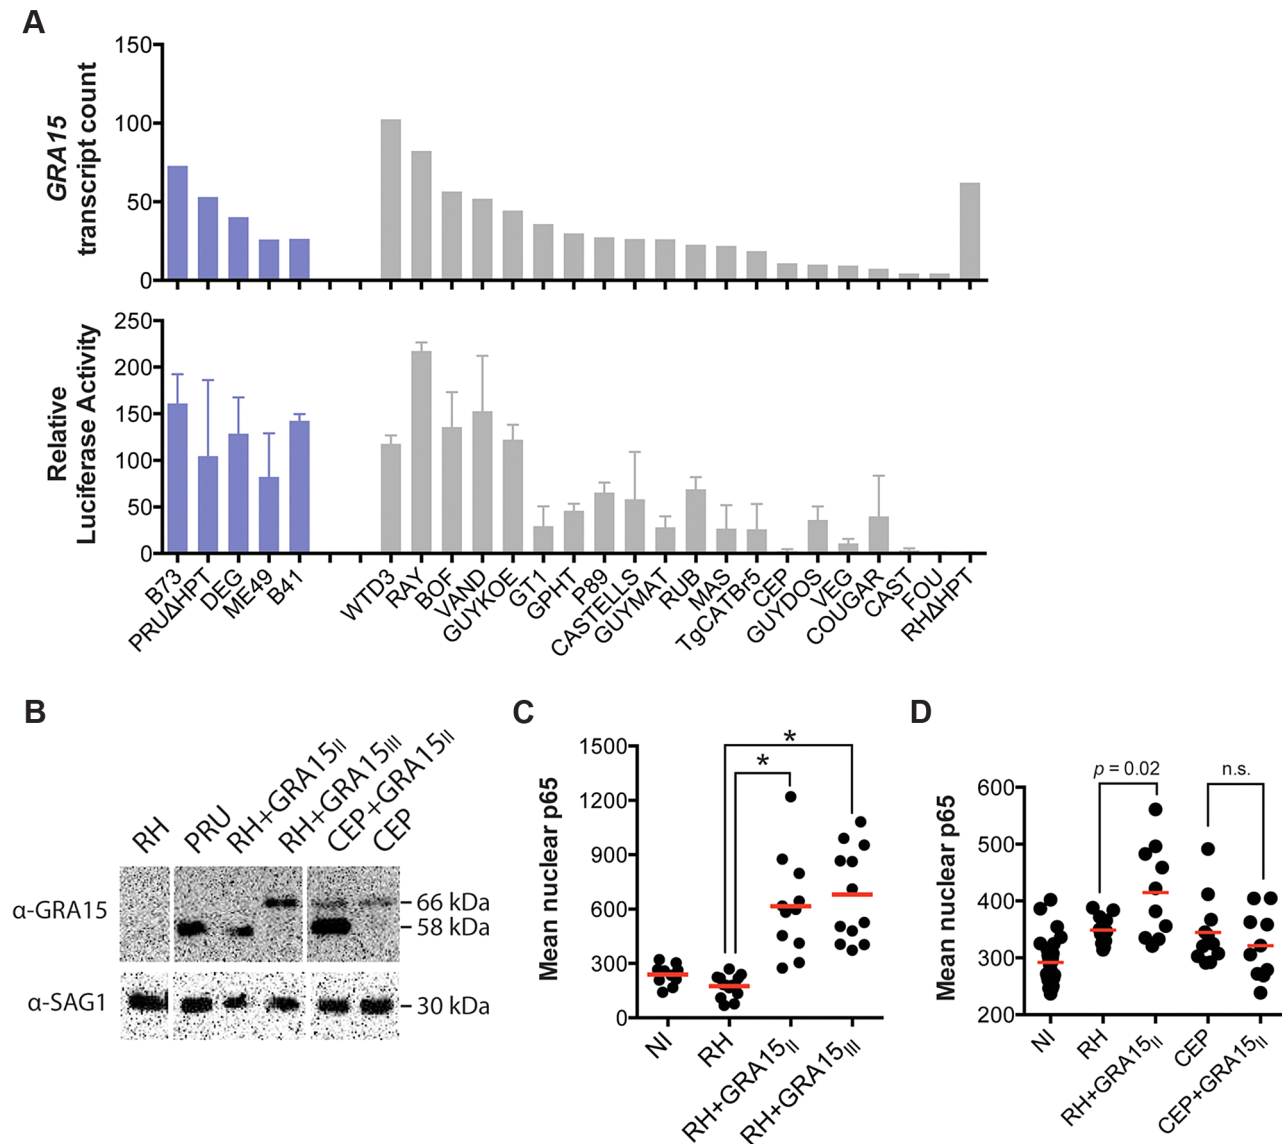 A
GRA15
transcript count
150
100
50
0
Relative
Luciferase Activity
250
200
150
100
50
0
B73
PRUΔHPT
DEG
ME49
B41
WTD3
RAY
BOF
VAND
GUYKOE
GT1
GPHT
P89
CASTELLS
GUYMAT
RUB
MAS
TgCATBr5
CEP
GUYDOS
VEG
COUGAR
CAST
FOU
RHΔHPT
B
RH
PRU
RH+GRA15II
RH+GRA15III
CEP+GRA15II
CEP
α-GRA15
66 kDa
58 kDa
α-SAG1
30 kDa
C
Mean nuclear p65
1500
1200
900
600
300
0
*
*
NI
RH
RH+GRA15II
RH+GRA15III
D
Mean nuclear p65
600
500
400
300
200
p = 0.02
n.s.
NI
RH
RH+GRA15II
CEP
CEP+GRA15II